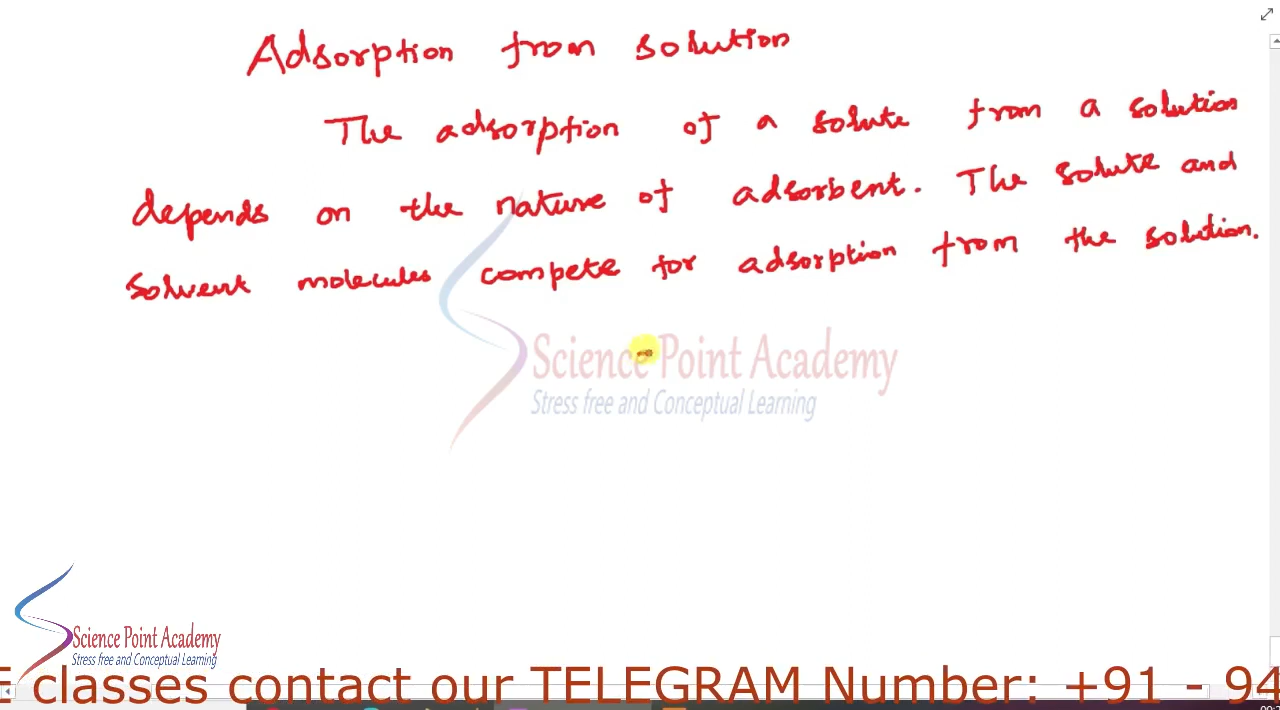 Adsorption from solution
The adsorption of a solute from a solution
depends on the nature of adsorbent. The solute and
solvent molecules compete for adsorption from the solution.
Science Point Academy
Stress free and Conceptual Learning
Science Point Academy
Stress free and Conceptual Learning
E classes contact our TELEGRAM Number: +91 - 94